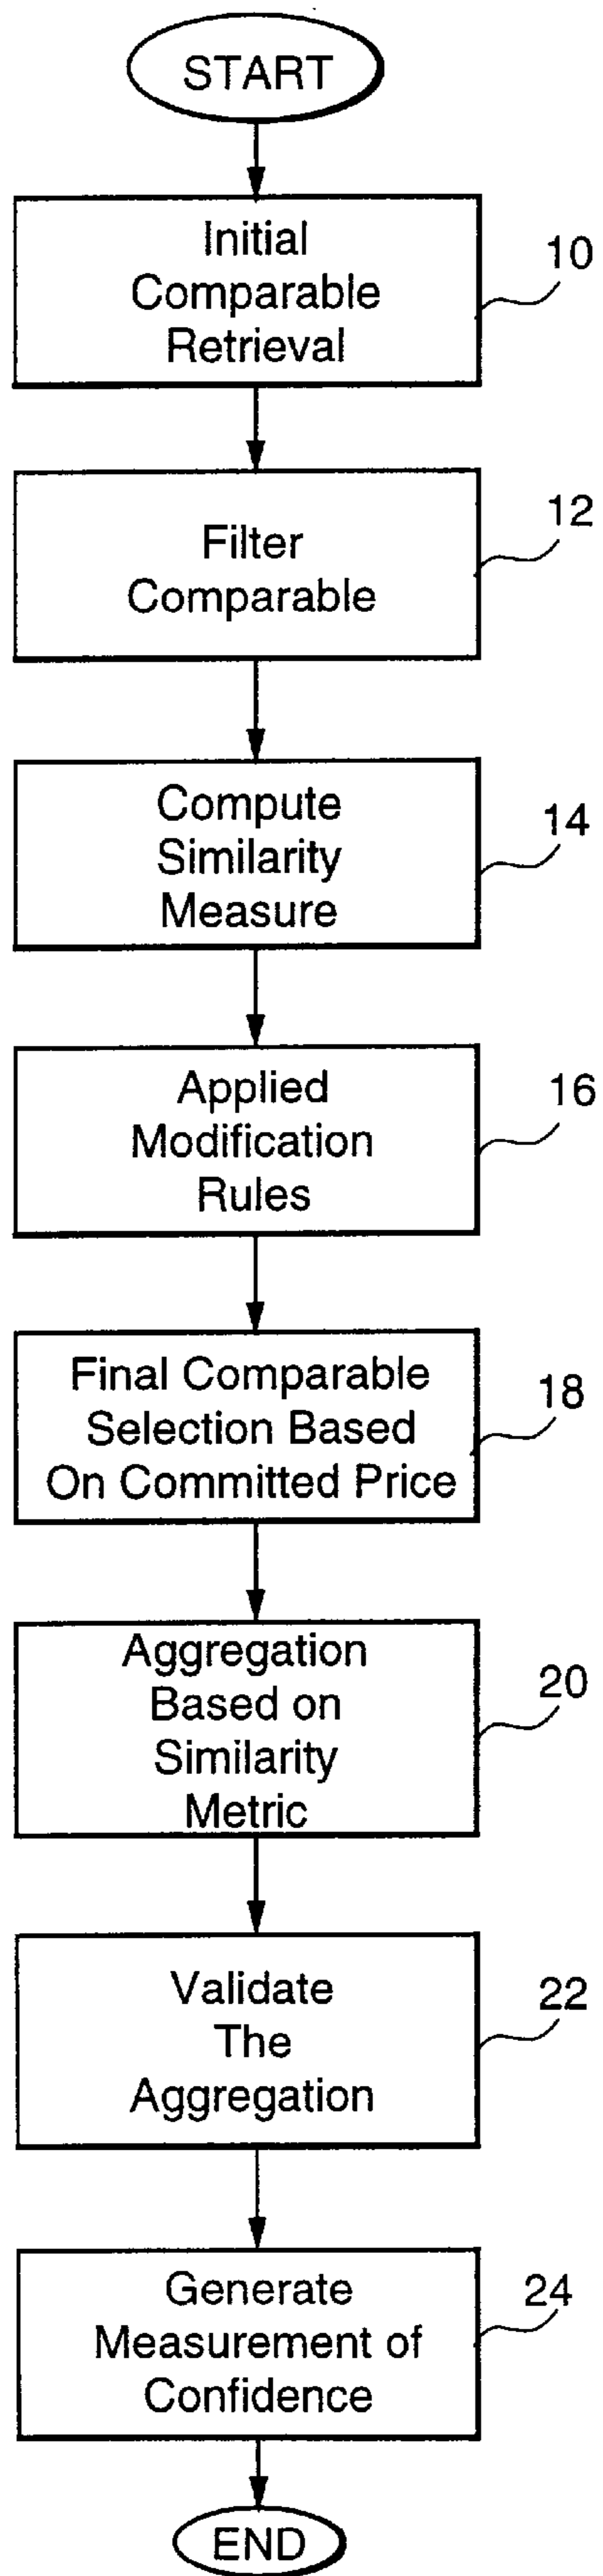 START
Initial
Comparable
Retrieval
10
Filter
Comparable
12
Compute
Similarity
Measure
14
Applied
Modification
Rules
16
Final Comparable
Selection Based
On Committed Price
18
Aggregation
Based on
Similarity
Metric
20
Validate
The
Aggregation
22
Generate
Measurement of
Confidence
24
END